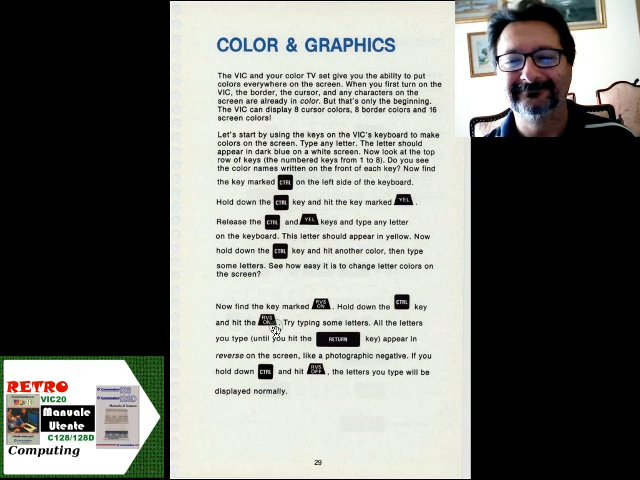 COLOR & GRAPHICS
The VIC and your color TV set give you the ability to put
colors everywhere on the screen. When you first turn on the
VIC, the border, the cursor, and any characters on the
screen are already in color. But that's only the beginning.
The VIC can display 8 cursor colors, 8 border colors and 16
screen colors!
Let's start by using the keys on the VIC's keyboard to make
colors on the screen. Type any letter. The letter should
appear in dark blue on a white screen. Now look at the top
row of keys (the numbered keys from 1 to 8). Do you see
the color names written on the front of each key? Now find
the key marked CTRL on the left side of the keyboard.
Hold down the CTRL key and hit the key marked YEL .
Release the CTRL and YEL keys and type any letter
on the keyboard. This letter should appear in yellow. Now
hold down the CTRL key and hit another color, then type
some letters. See how easy it is to change letter colors on
the screen?
Now find the key marked RVS ON . Hold down the CTRL key
and hit the RVS ON . Try typing some letters. All the letters
you type (until you hit the RETURN key) appear in
reverse on the screen, like a photographic negative. If you
hold down CTRL and hit RVS OFF , the letters you type will be
displayed normally.
29
RETRO
VIC20
Manuale
Utente
C128/128D
Computing